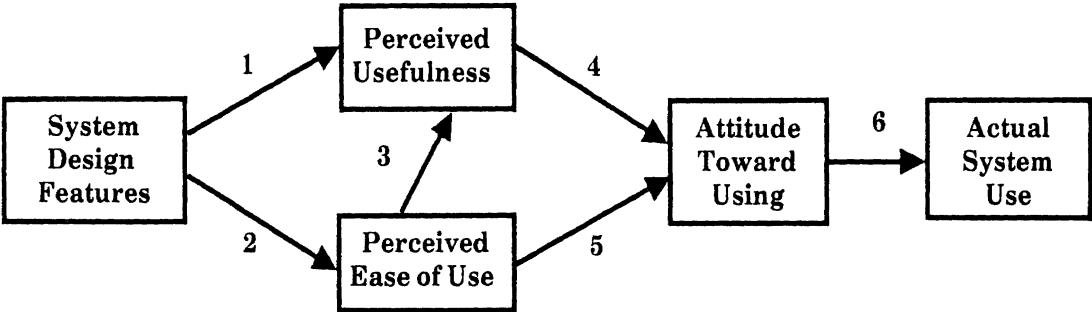 System
Design
Features
1
2
Perceived
Usefulness
3
Perceived
Ease of Use
4
5
Attitude
Toward
Using
6
Actual
System
Use